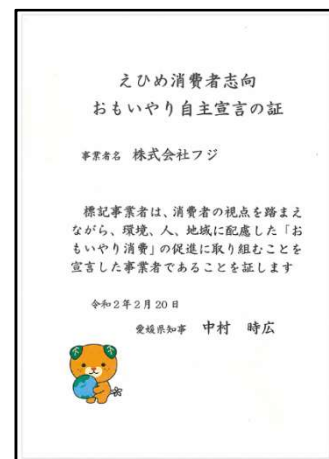 えひめ消費者志向
おもいやり自主宣言の証
事業者名 株式会社フジ
標記事業者は、消費者の視点を踏まえ
ながら、環境、人、地域に配慮した「お
もいやり消費」の促進に取り組むことを
宣言した事業者であることを証します
令和2年2月20日
愛媛県知事 中村 時広